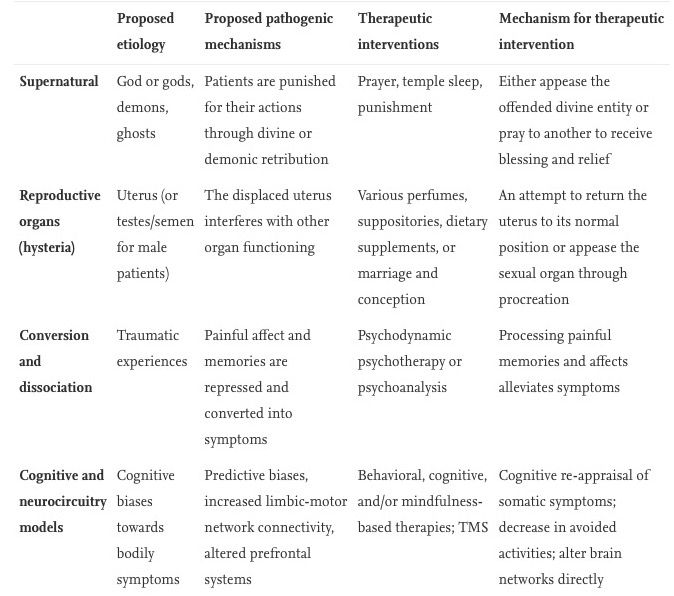 Proposed etiology
Proposed pathogenic mechanisms
Therapeutic interventions
Mechanism for therapeutic intervention
Supernatural
God or gods,
demons,
ghosts
Patients are punished
for their actions
through divine or
demonic retribution
Prayer, temple sleep,
punishment
Either appease the
offended divine entity or
pray to another to receive
blessing and relief
Reproductive
organs
(hysteria)
Uterus (or
testes/semen
for male
patients)
The displaced uterus
interferes with other
organ functioning
Various perfumes,
suppositories, dietary
supplements, or
marriage and
conception
An attempt to return the
uterus to its normal
position or appease the
sexual organ through
procreation
Conversion
and
dissociation
Traumatic
experiences
Painful affect and
memories are
repressed and
converted into
symptoms
Psychodynamic
psychotherapy or
psychoanalysis
Processing painful
memories and affects
alleviates symptoms
Cognitive and
neurocircuitry
models
Cognitive
biases
towards
bodily
symptoms
Predictive biases,
increased limbic-motor
network connectivity,
altered prefrontal
systems
Behavioral, cognitive,
and/or mindfulness-
based therapies; TMS
Cognitive re-appraisal of
somatic symptoms;
decrease in avoided
activities; alter brain
networks directly